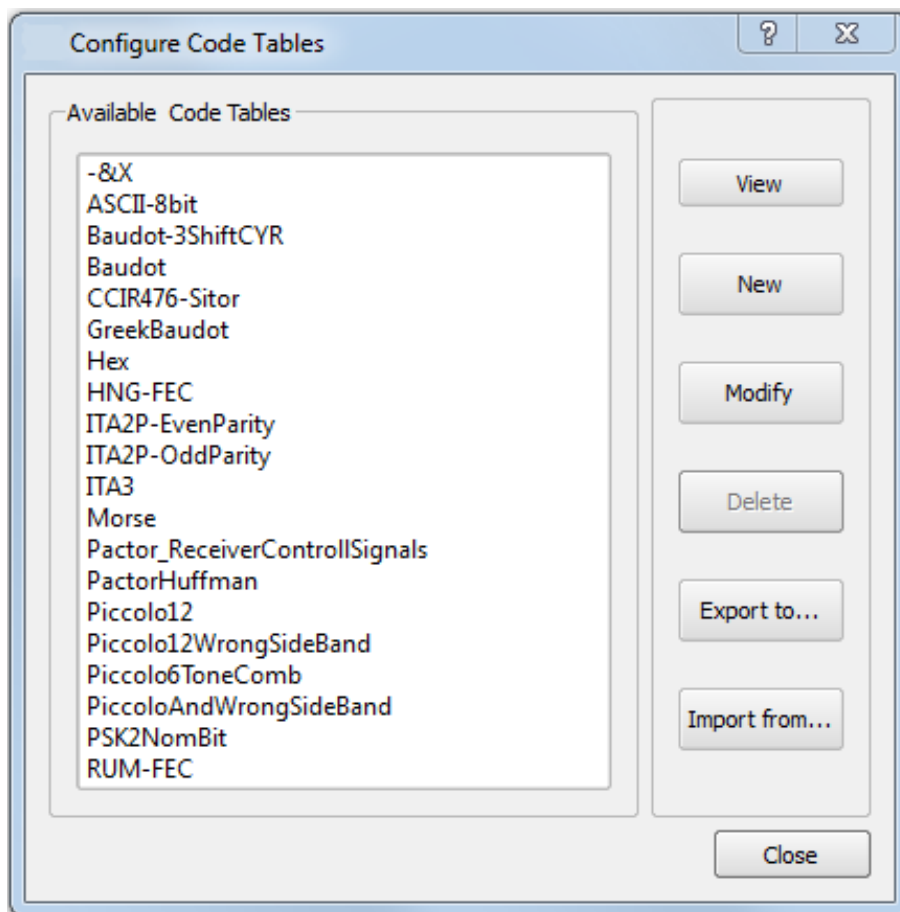 Configure Code Tables
?
Available Code Tables
-&X
ASCII-8bit
Baudot-3ShiftCYR
Baudot
CCIR476-Sitor
GreekBaudot
Hex
HNG-FEC
ITA2P-EvenParity
ITA2P-OddParity
ITA3
Morse
Pactor_ReceiverControllSignals
PactorHuffman
Piccolo12
Piccolo12WrongSideBand
Piccolo6ToneComb
PiccoloAndWrongSideBand
PSK2NomBit
RUM-FEC
View
New
Modify
Delete
Export to...
Import from...
Close